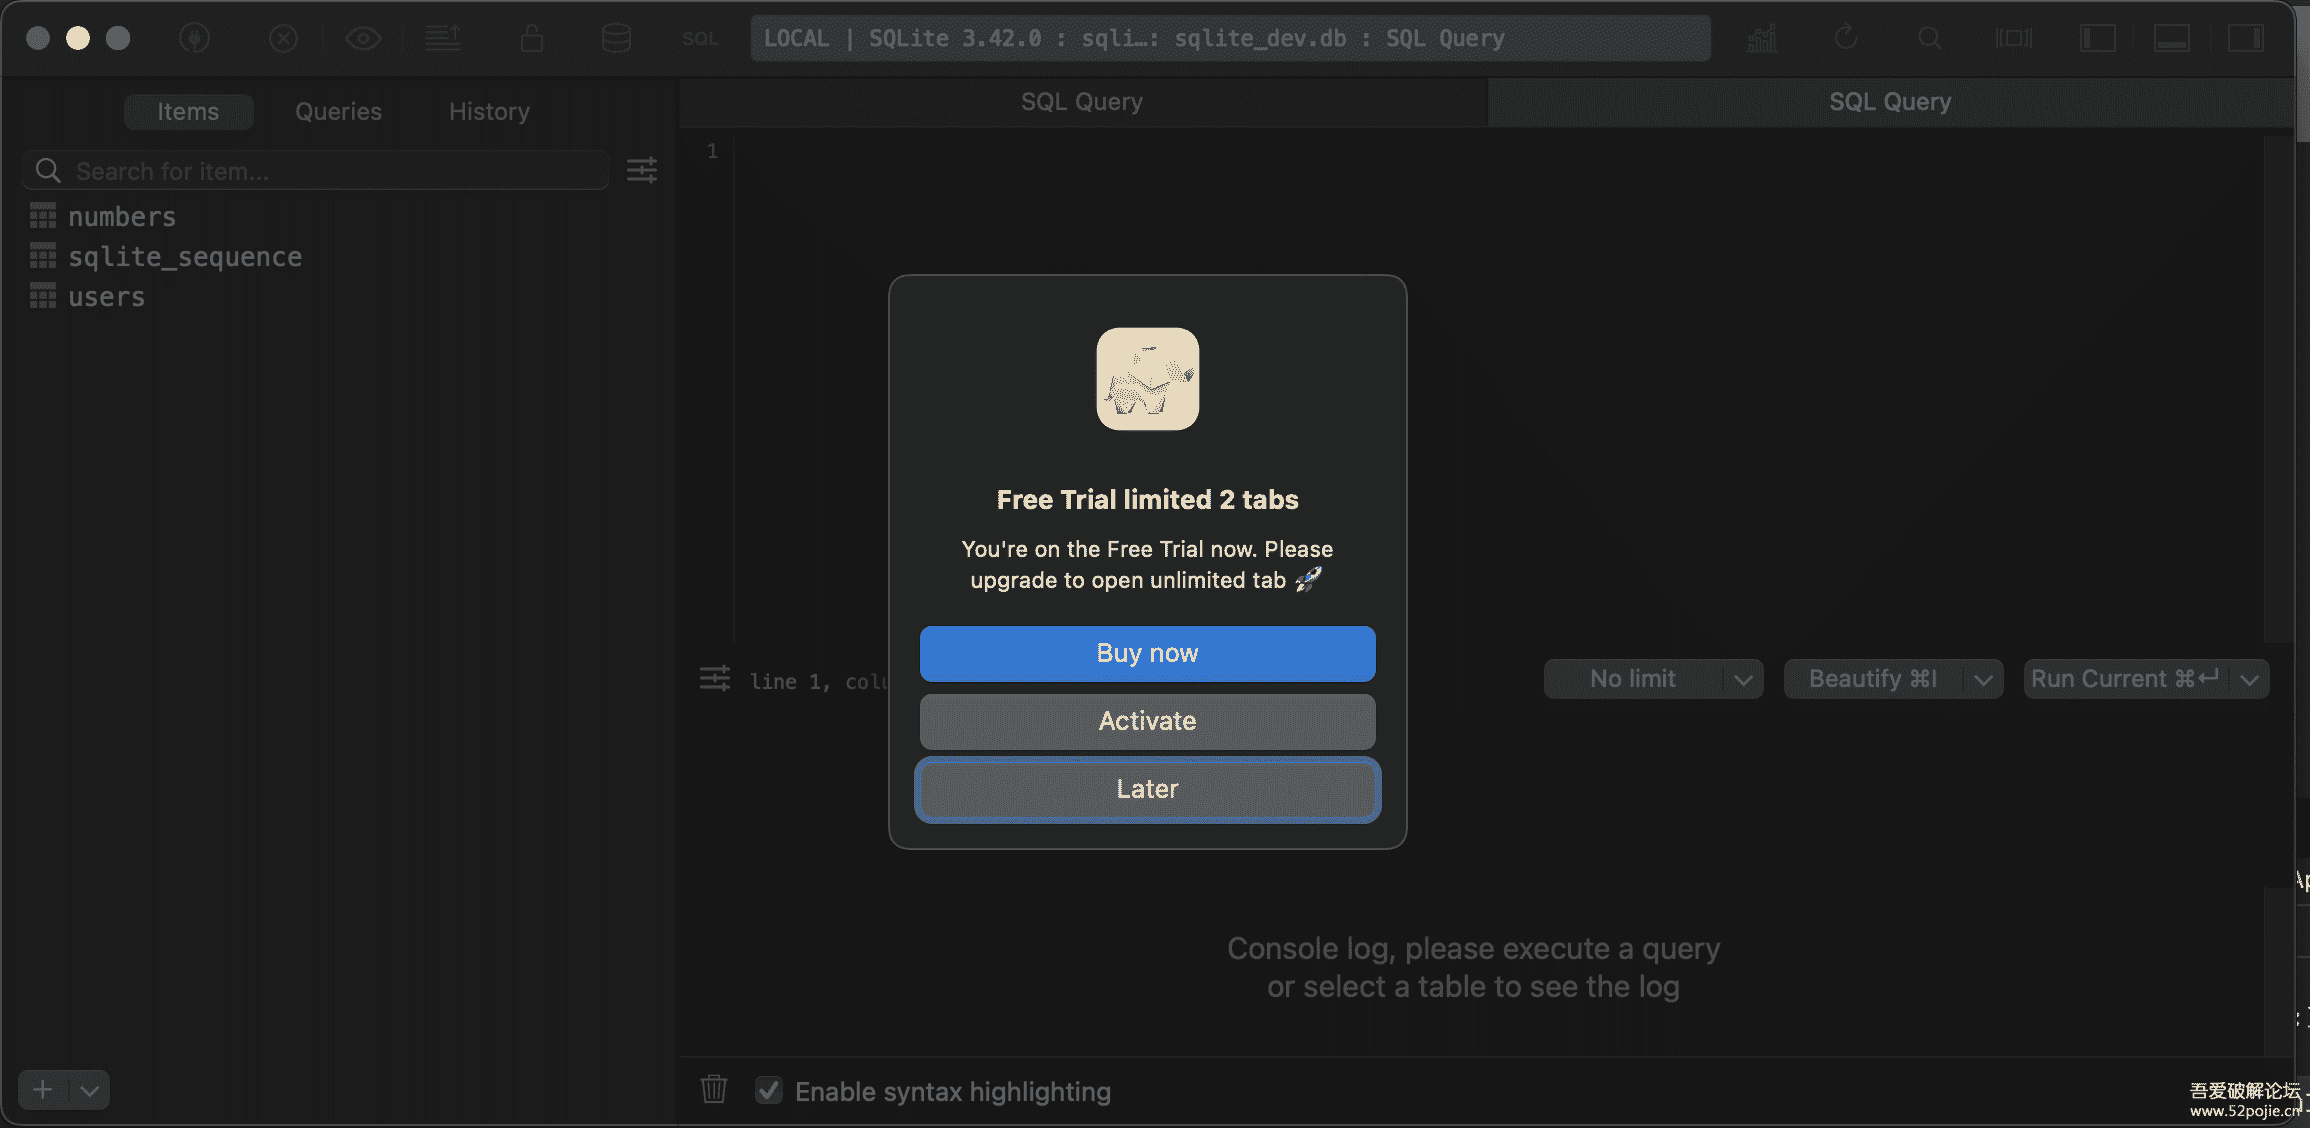 SQL
LOCAL | SQLite 3.42.0 : sqli…: sqlite_dev.db : SQL Query
Items
Queries
History
Search for item...
numbers
sqlite_sequence
users
SQL Query
SQL Query
1
Free Trial limited 2 tabs
You're on the Free Trial now. Please
upgrade to open unlimited tab 🚀
Buy now
Activate
Later
line 1, colu
No limit
Beautify ⌘I
Run Current ⌘↩
Console log, please execute a query
or select a table to see the log
Enable syntax highlighting
吾爱破解论坛
www.52pojie.cn